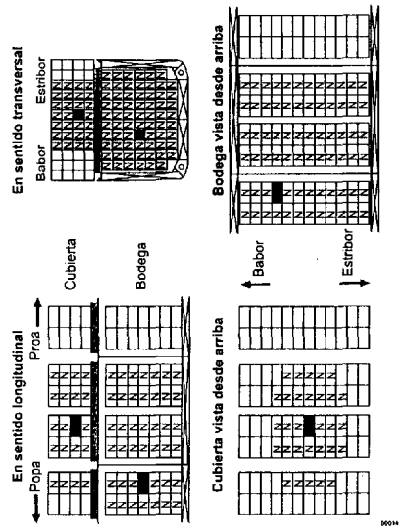 En sentido longitudinal
Popa
Proa
Cubierta
Bodega
En sentido transversal
Babor
Estribor
Cubierta vista desde arriba
Babor
Estribor
Bodega vista desde arriba